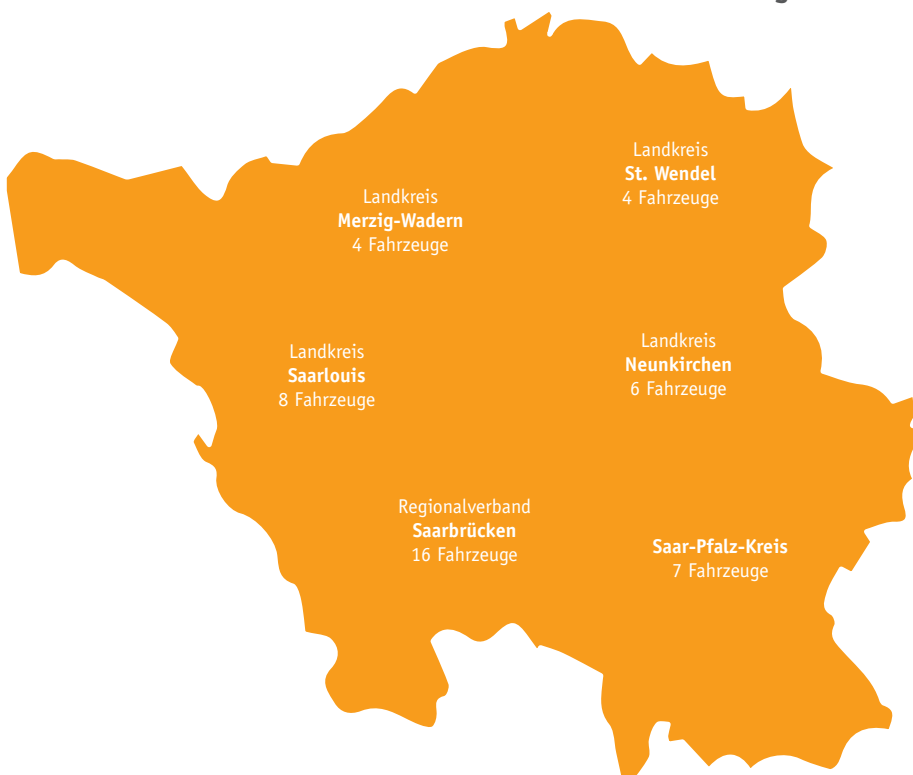 Landkreis
St. Wendel
4 Fahrzeuge
Landkreis
Merzig-Wadern
4 Fahrzeuge
Landkreis
Saarlouis
8 Fahrzeuge
Landkreis
Neunkirchen
6 Fahrzeuge
Regionalverband
Saarbrücken
16 Fahrzeuge
Saar-Pfalz-Kreis
7 Fahrzeuge